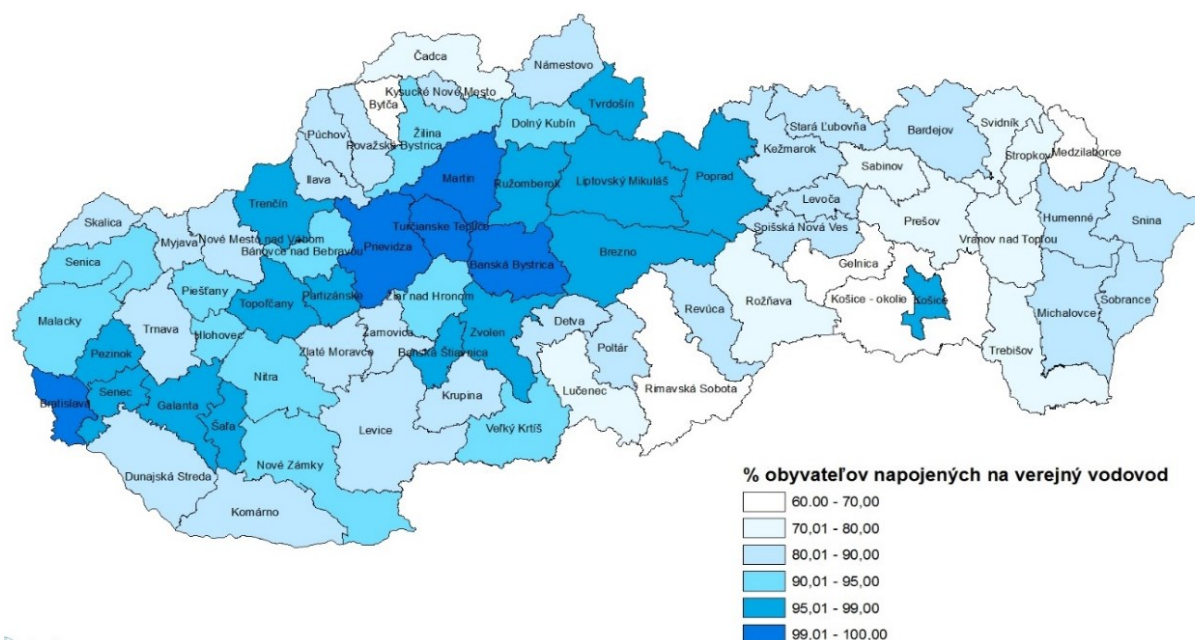 Čadca
Námestovo
Kysucké Nové Mesto
Bytča
Tvrdošín
Púchov
Žilina
Dolný Kubín
Považská Bystrica
Stará Ľubovňa
Bardejov
Svidník
Stropkov
Medzilaborce
Kežmarok
Sabinov
Ilava
Martin
Ružomberok
Liptovský Mikuláš
Poprad
Levoča
Prešov
Humenné
Snina
Trenčín
Skalica
Myjava
Nové Mesto nad Váhom
Bánovce nad Bebravou
Prievidza
Turčianske Teplice
Spišská Nová Ves
Vranov nad Topľou
Senica
Banská Bystrica
Brezno
Gelnica
Piešťany
Topoľčany
Partizánske
Žiar nad Hronom
Rožňava
Košice - okolie
Košice
Sobrance
Malacky
Trnava
Hlohovec
Žarnovica
Zvolen
Detva
Revúca
Michalovce
Pezinok
Zlaté Moravce
Banská Štiavnica
Poltár
Trebišov
Nitra
Bratislava
Senec
Galanta
Krupina
Lučenec
Rimavská Sobota
Šaľa
Levice
Veľký Krtíš
Dunajská Streda
Nové Zámky
Komárno
% obyvateľov napojených na verejný vodovod
60.00 - 70,00
70,01 - 80,00
80,01 - 90,00
90,01 - 95,00
95,01 - 99,00
99,01 - 100,00